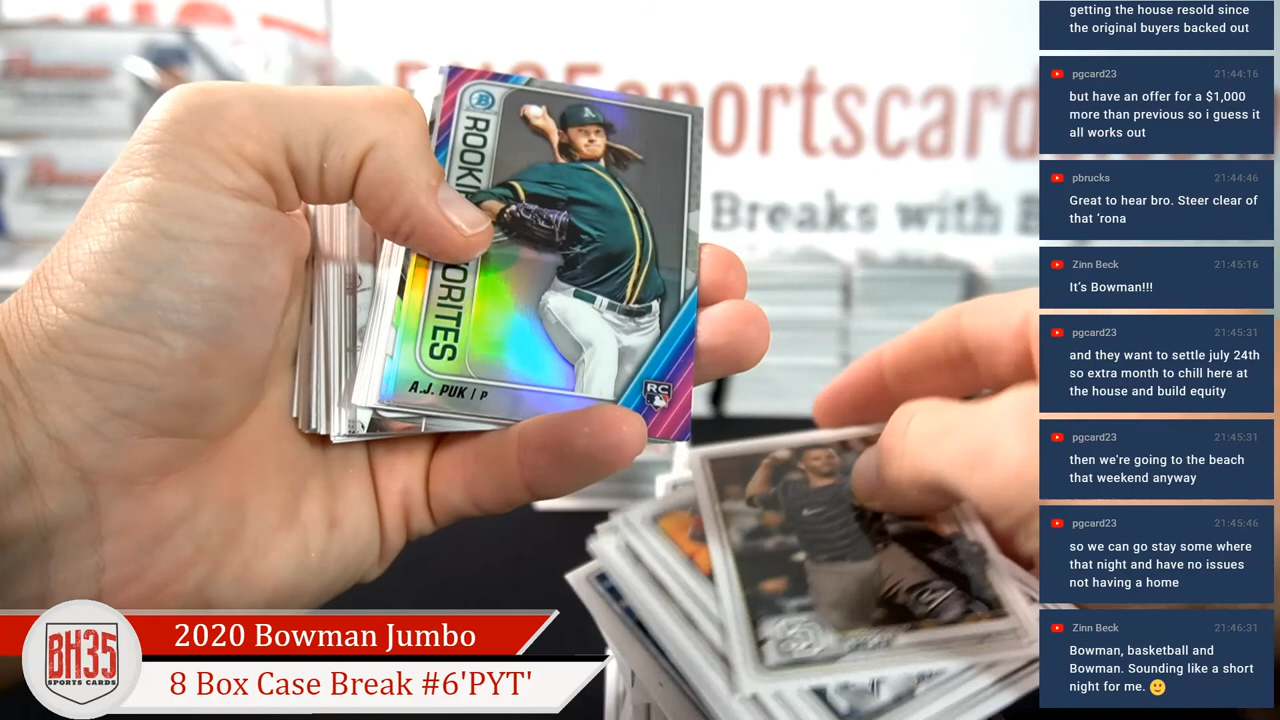 BH35sportscards.com
Breaks with
ROOKIE
FAVORITES
A.J. PUK / P
RC
BH35
SPORTS CARDS
2020 Bowman Jumbo
8 Box Case Break #6'PYT'
getting the house resold since
the original buyers backed out
pgcard23 21:44:16
but have an offer for a $1,000
more than previous so i guess it
all works out
pbrucks 21:44:46
Great to hear bro. Steer clear of
that ‘rona
Zinn Beck 21:45:16
It’s Bowman!!!
pgcard23 21:45:31
and they want to settle july 24th
so extra month to chill here at
the house and build equity
pgcard23 21:45:31
then we're going to the beach
that weekend anyway
pgcard23 21:45:46
so we can go stay some where
that night and have no issues
not having a home
Zinn Beck 21:46:31
Bowman, basketball and
Bowman. Sounding like a short
night for me. 🙂